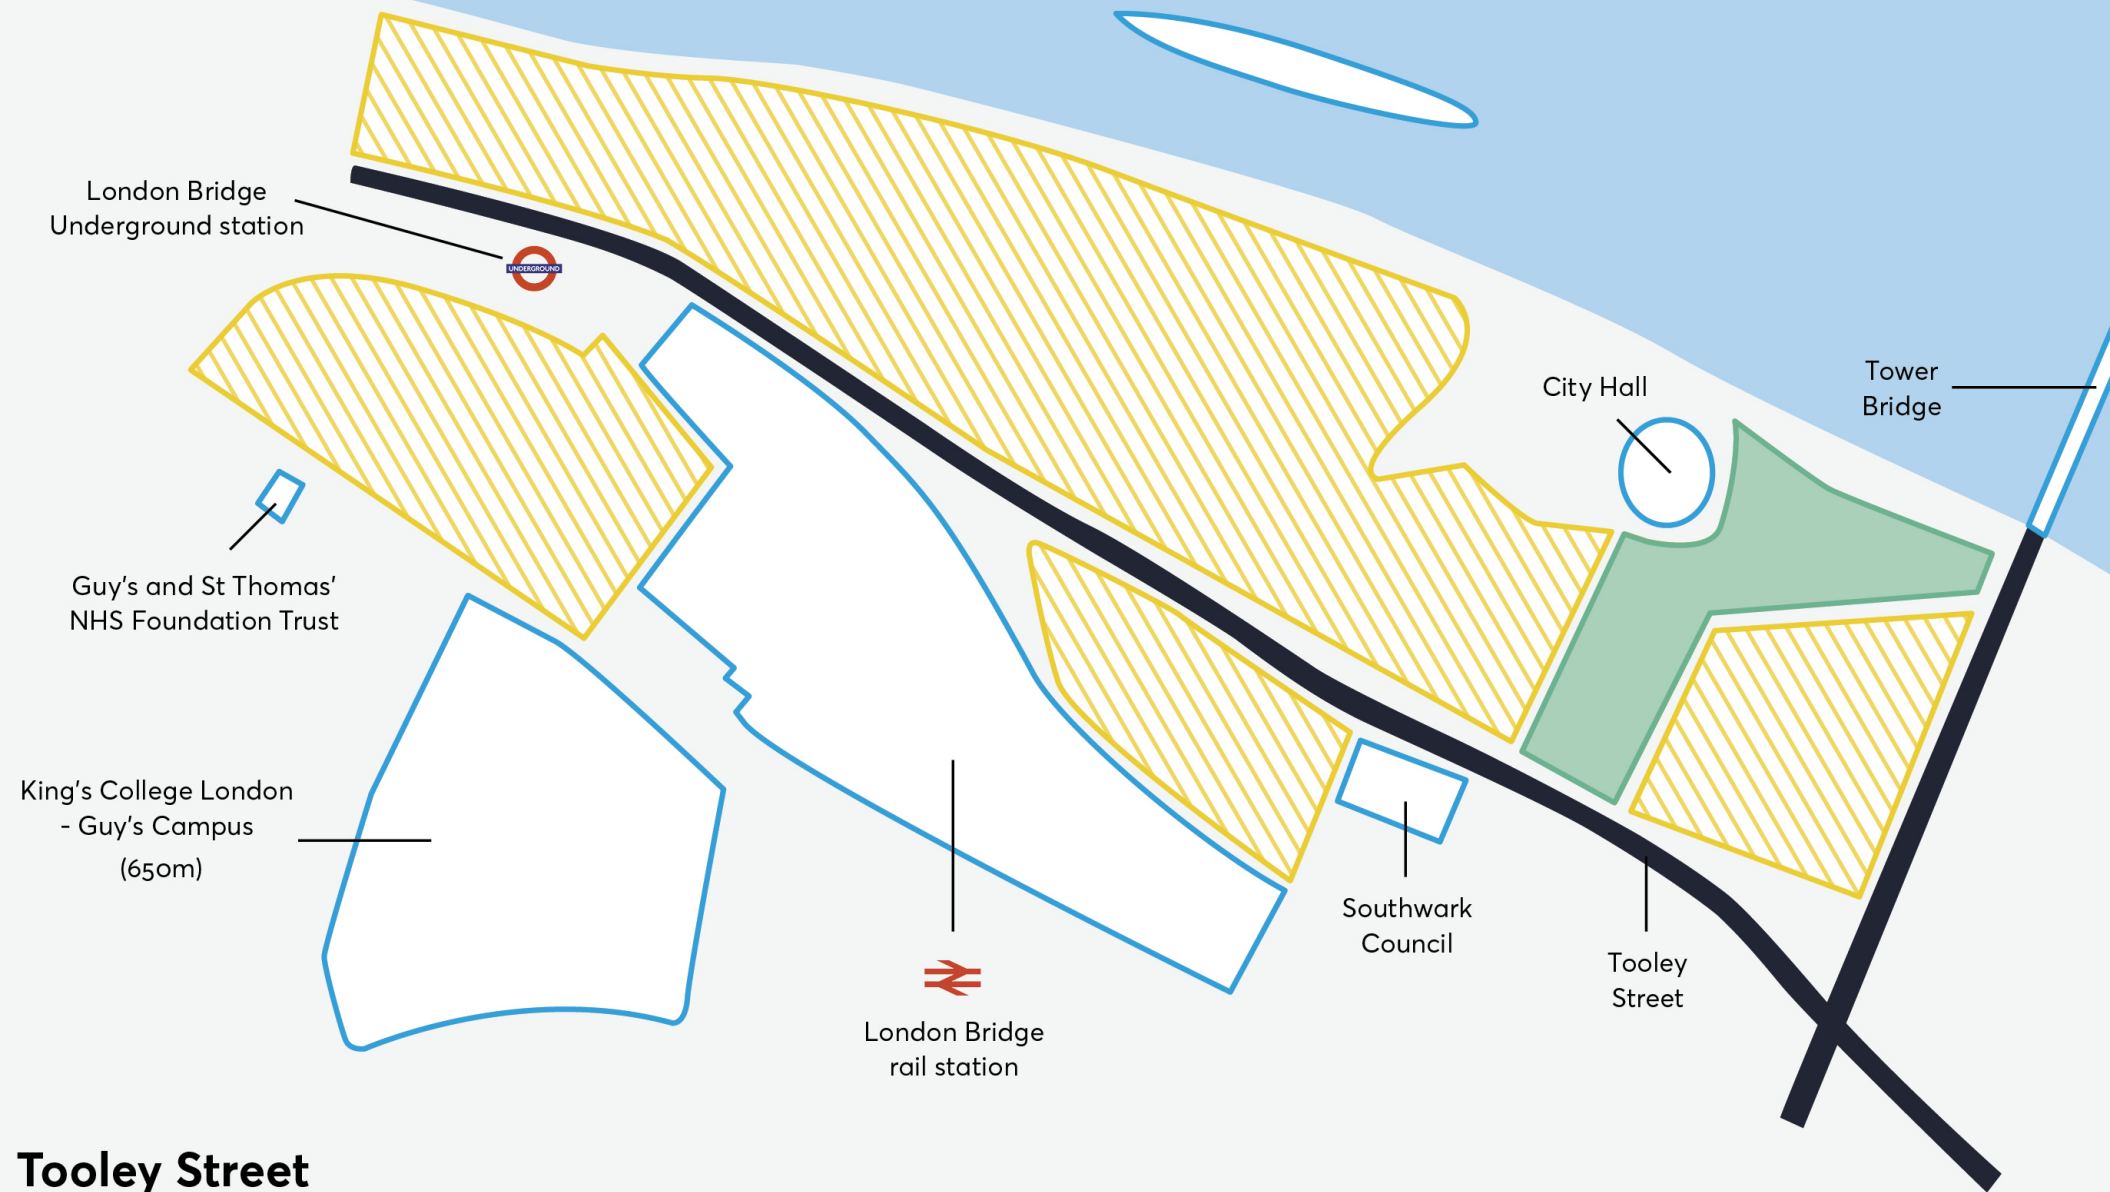 London Bridge
Underground station
UNDERGROUND
City Hall
Tower
Bridge
Guy's and St Thomas'
NHS Foundation Trust
King's College London
- Guy's Campus
(650m)
Southwark
Council
Tooley
Street
London Bridge
rail station
Tooley Street